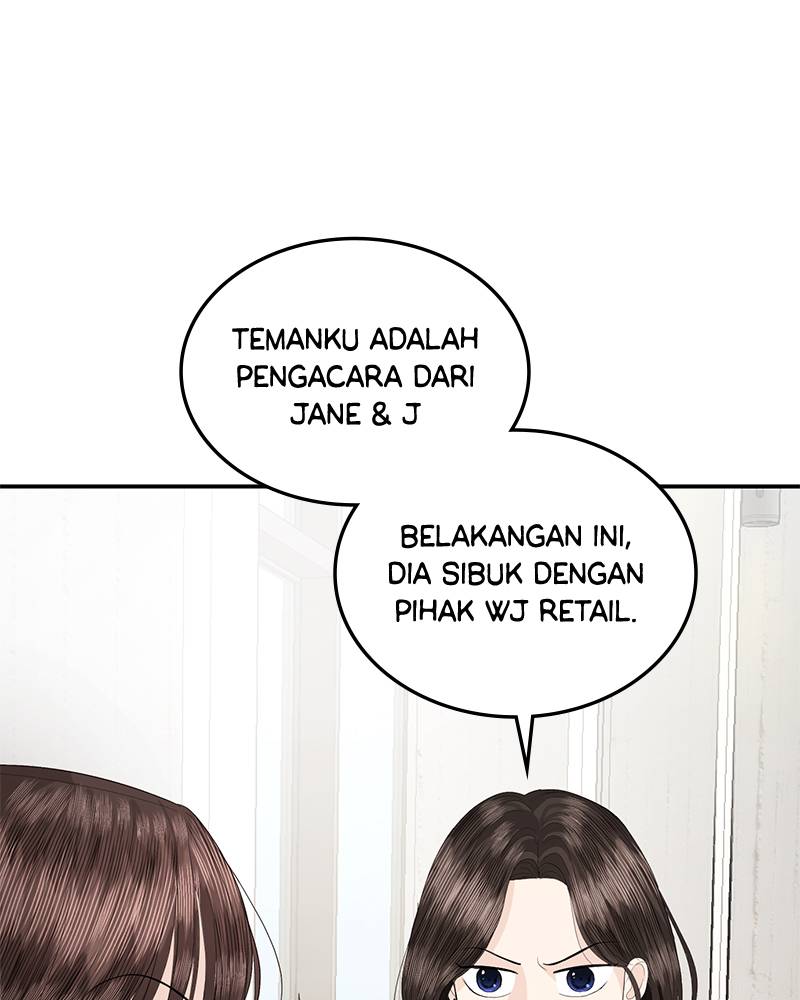 TEMANKU ADALAH
PENGACARA DARI
JANE & J
BELAKANGAN INI,
DIA SIBUK DENGAN
PIHAK WJ RETAIL.